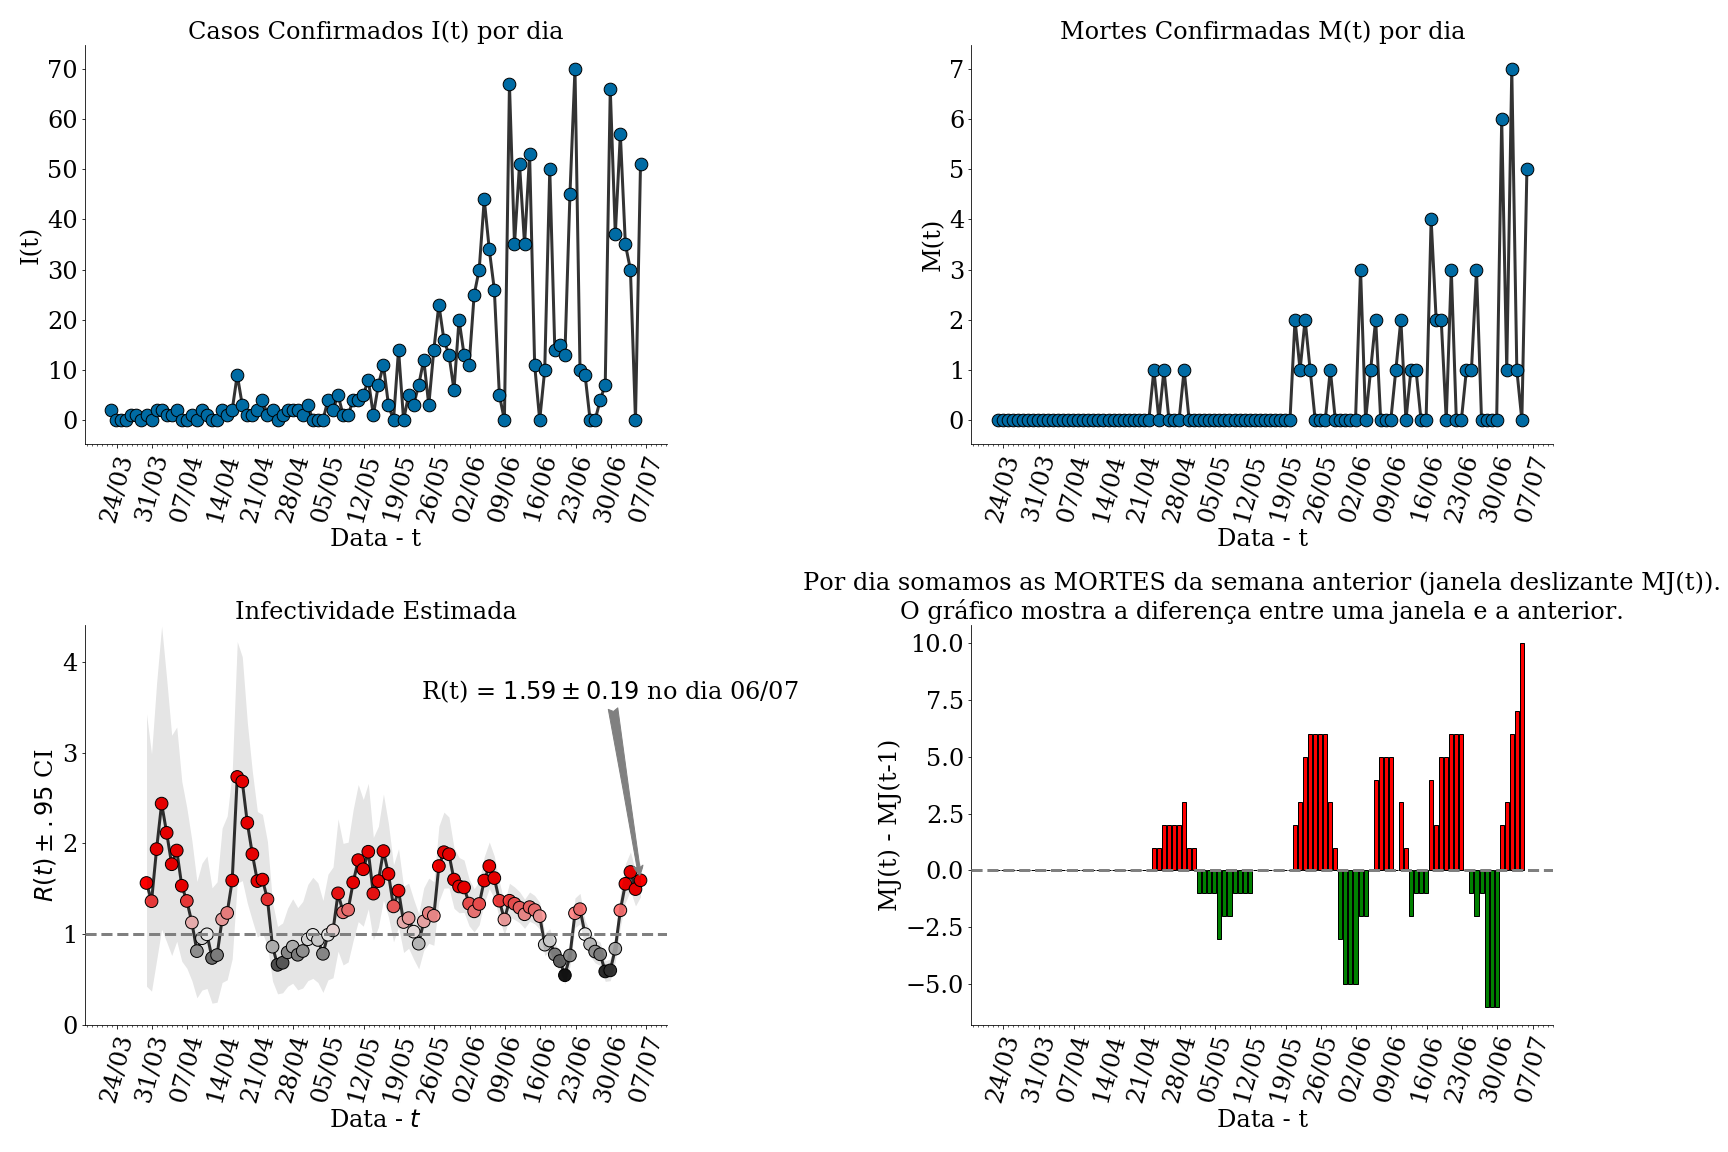 Casos Confirmados I(t) por dia
70
60
50
40
30
20
10
0
I(t)
24/03 31/03 07/04 14/04 21/04 28/04 05/05 12/05 19/05 26/05 02/06 09/06 16/06 23/06 30/06 07/07
Data - t
Mortes Confirmadas M(t) por dia
7
6
5
4
3
2
1
0
M(t)
24/03 31/03 07/04 14/04 21/04 28/04 05/05 12/05 19/05 26/05 02/06 09/06 16/06 23/06 30/06 07/07
Data - t
Infectividade Estimada
4
3
2
1
0
R(t) ± .95 CI
R(t) = 1.59 ± 0.19 no dia 06/07
24/03 31/03 07/04 14/04 21/04 28/04 05/05 12/05 19/05 26/05 02/06 09/06 16/06 23/06 30/06 07/07
Data - t
Por dia somamos as MORTES da semana anterior (janela deslizante MJ(t)).
O gráfico mostra a diferença entre uma janela e a anterior.
10.0
7.5
5.0
2.5
0.0
−2.5
−5.0
MJ(t) - MJ(t-1)
24/03 31/03 07/04 14/04 21/04 28/04 05/05 12/05 19/05 26/05 02/06 09/06 16/06 23/06 30/06 07/07
Data - t